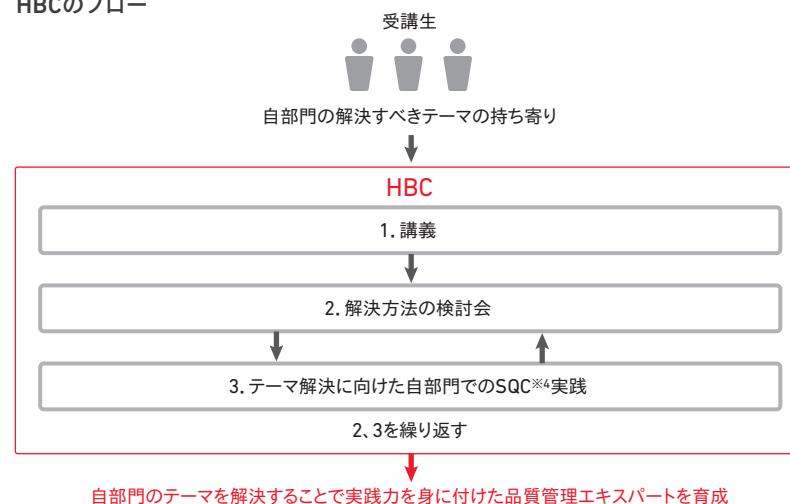 HBCのフロー
受講生
自部門の解決すべきテーマの持ち寄り
HBC
1. 講義
2. 解決方法の検討会
3. テーマ解決に向けた自部門でのSQC※4実践
2、3を繰り返す
自部門のテーマを解決することで実践力を身に付けた品質管理エキスパートを育成